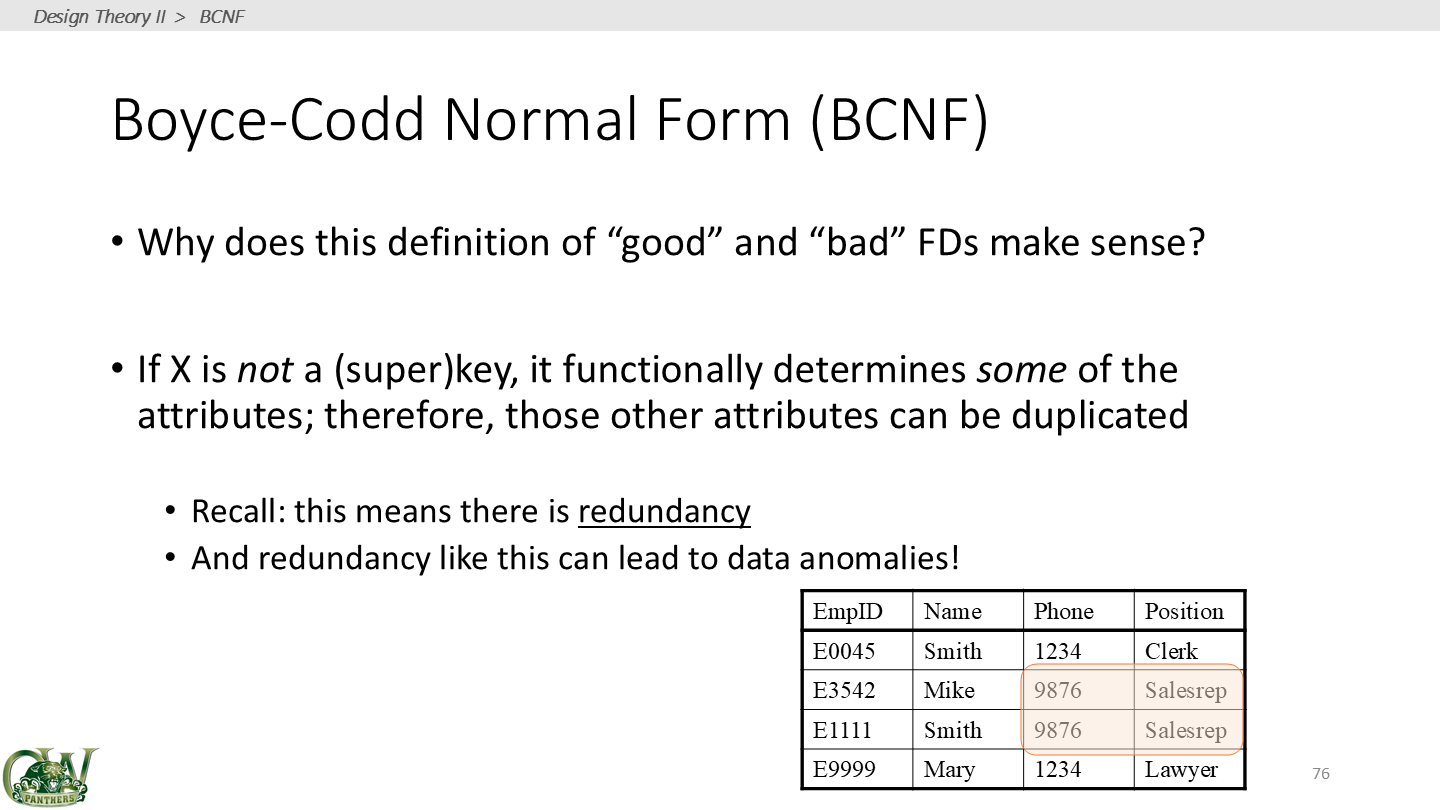 Design Theory II > BCNF
Boyce-Codd Normal Form (BCNF)
• Why does this definition of “good” and “bad” FDs make sense?
• If X is not a (super)key, it functionally determines some of the
attributes; therefore, those other attributes can be duplicated
• Recall: this means there is redundancy
• And redundancy like this can lead to data anomalies!
EmpID Name Phone Position
E0045 Smith 1234 Clerk
E3542 Mike 9876 Salesrep
E1111 Smith 9876 Salesrep
E9999 Mary 1234 Lawyer
CW
PANTHERS
76